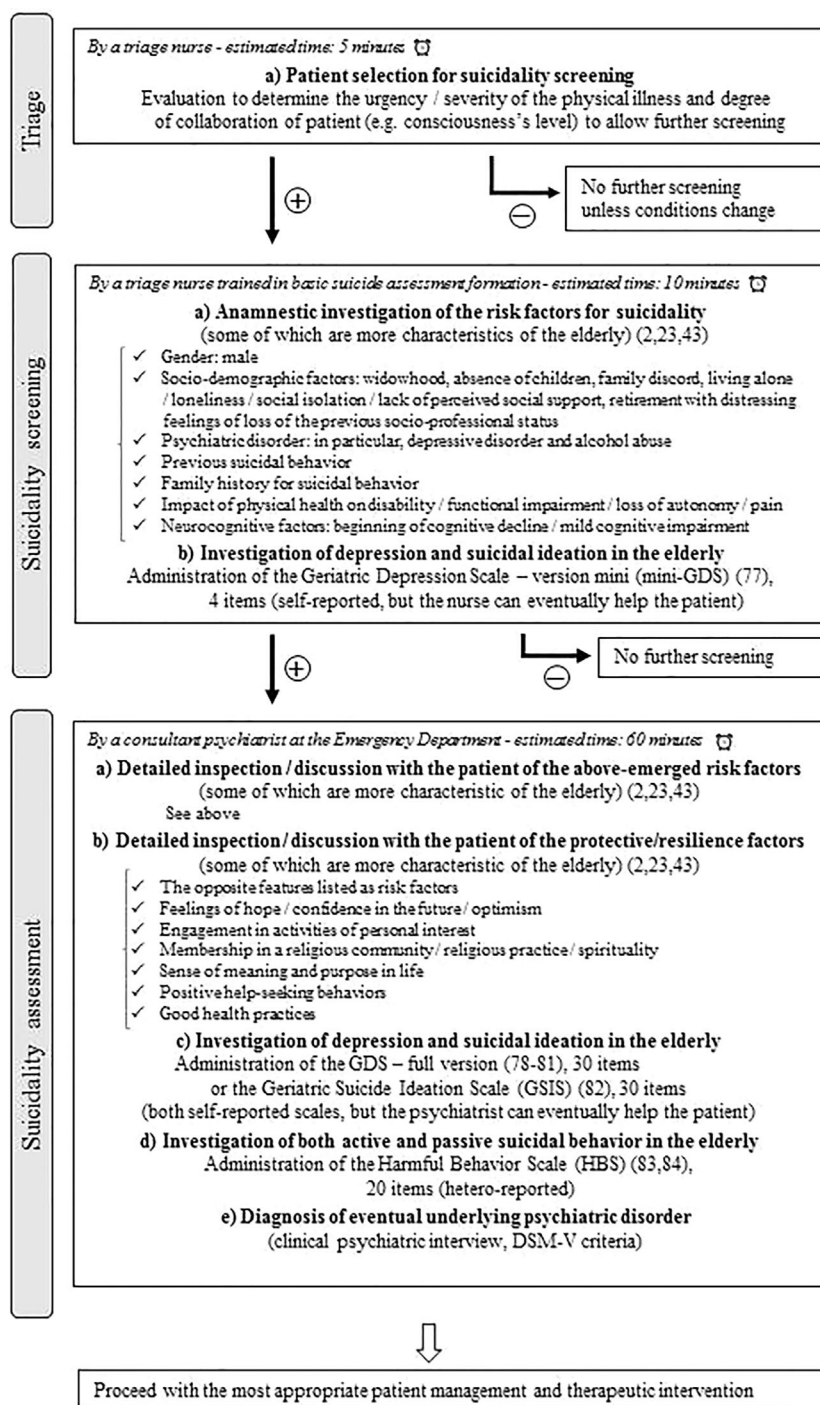 Triage
By a triage nurse - estimated time: 5 minutes
a) Patient selection for suicidality screening
Evaluation to determine the urgency / severity of the physical illness and degree
of collaboration of patient (e.g. consciousness's level) to allow further screening
+
−
No further screening
unless conditions change
Suicidality screening
By a triage nurse trained in basic suicide assessment formation - estimated time: 10 minutes
a) Anamnestic investigation of the risk factors for suicidality
(some of which are more characteristics of the elderly) (2,23,43)
✓ Gender: male
✓ Socio-demographic factors: widowhood, absence of children, family discord, living alone
/ loneliness / social isolation / lack of perceived social support, retirement with distressing
feelings of loss of the previous socio-professional status
✓ Psychiatric disorder: in particular, depressive disorder and alcohol abuse
✓ Previous suicidal behavior
✓ Family history for suicidal behavior
✓ Impact of physical health on disability / functional impairment / loss of autonomy / pain
✓ Neurocognitive factors: beginning of cognitive decline / mild cognitive impairment
b) Investigation of depression and suicidal ideation in the elderly
Administration of the Geriatric Depression Scale – version mini (mini-GDS) (77),
4 items (self-reported, but the nurse can eventually help the patient)
+
−
No further screening
Suicidality assessment
By a consultant psychiatrist at the Emergency Department - estimated time: 60 minutes
a) Detailed inspection / discussion with the patient of the above-emerged risk factors
(some of which are more characteristic of the elderly) (2,23,43)
See above
b) Detailed inspection / discussion with the patient of the protective/resilience factors
(some of which are more characteristic of the elderly) (2,23,43)
✓ The opposite features listed as risk factors
✓ Feelings of hope / confidence in the future / optimism
✓ Engagement in activities of personal interest
✓ Membership in a religious community / religious practice / spirituality
✓ Sense of meaning and purpose in life
✓ Positive help-seeking behaviors
✓ Good health practices
c) Investigation of depression and suicidal ideation in the elderly
Administration of the GDS – full version (78-81), 30 items
or the Geriatric Suicide Ideation Scale (GSIS) (82), 30 items
(both self-reported scales, but the psychiatrist can eventually help the patient)
d) Investigation of both active and passive suicidal behavior in the elderly
Administration of the Harmful Behavior Scale (HBS) (83,84),
20 items (hetero-reported)
e) Diagnosis of eventual underlying psychiatric disorder
(clinical psychiatric interview, DSM-V criteria)
Proceed with the most appropriate patient management and therapeutic intervention